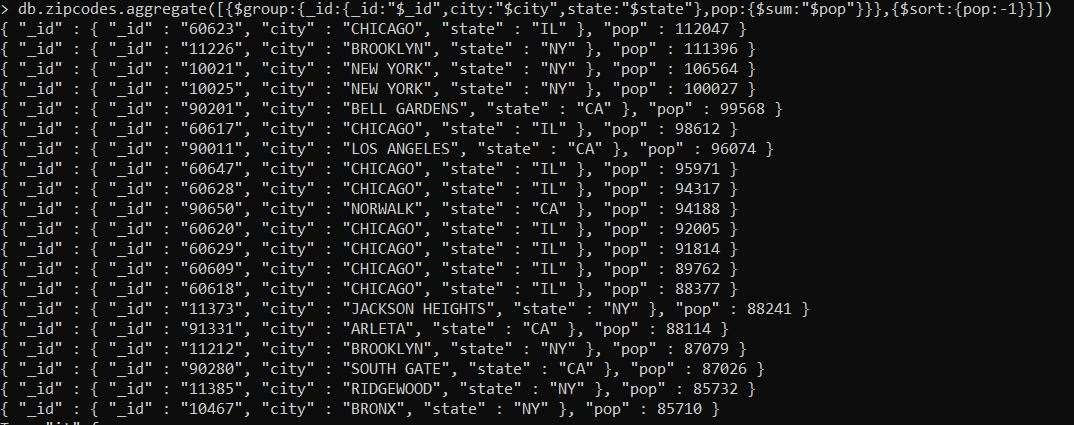 > db.zipcodes.aggregate([{$group:{_id:{_id:"$_id",city:"$city",state:"$state"},pop:{$sum:"$pop"}}},{$sort:{pop:-1}}])
{ "_id" : { "_id" : "60623", "city" : "CHICAGO", "state" : "IL" }, "pop" : 112047 }
{ "_id" : { "_id" : "11226", "city" : "BROOKLYN", "state" : "NY" }, "pop" : 111396 }
{ "_id" : { "_id" : "10021", "city" : "NEW YORK", "state" : "NY" }, "pop" : 106564 }
{ "_id" : { "_id" : "10025", "city" : "NEW YORK", "state" : "NY" }, "pop" : 100027 }
{ "_id" : { "_id" : "90201", "city" : "BELL GARDENS", "state" : "CA" }, "pop" : 99568 }
{ "_id" : { "_id" : "60617", "city" : "CHICAGO", "state" : "IL" }, "pop" : 98612 }
{ "_id" : { "_id" : "90011", "city" : "LOS ANGELES", "state" : "CA" }, "pop" : 96074 }
{ "_id" : { "_id" : "60647", "city" : "CHICAGO", "state" : "IL" }, "pop" : 95971 }
{ "_id" : { "_id" : "60628", "city" : "CHICAGO", "state" : "IL" }, "pop" : 94317 }
{ "_id" : { "_id" : "90650", "city" : "NORWALK", "state" : "CA" }, "pop" : 94188 }
{ "_id" : { "_id" : "60620", "city" : "CHICAGO", "state" : "IL" }, "pop" : 92005 }
{ "_id" : { "_id" : "60629", "city" : "CHICAGO", "state" : "IL" }, "pop" : 91814 }
{ "_id" : { "_id" : "60609", "city" : "CHICAGO", "state" : "IL" }, "pop" : 89762 }
{ "_id" : { "_id" : "60618", "city" : "CHICAGO", "state" : "IL" }, "pop" : 88377 }
{ "_id" : { "_id" : "11373", "city" : "JACKSON HEIGHTS", "state" : "NY" }, "pop" : 88241 }
{ "_id" : { "_id" : "91331", "city" : "ARLETA", "state" : "CA" }, "pop" : 88114 }
{ "_id" : { "_id" : "11212", "city" : "BROOKLYN", "state" : "NY" }, "pop" : 87079 }
{ "_id" : { "_id" : "90280", "city" : "SOUTH GATE", "state" : "CA" }, "pop" : 87026 }
{ "_id" : { "_id" : "11385", "city" : "RIDGEWOOD", "state" : "NY" }, "pop" : 85732 }
{ "_id" : { "_id" : "10467", "city" : "BRONX", "state" : "NY" }, "pop" : 85710 }